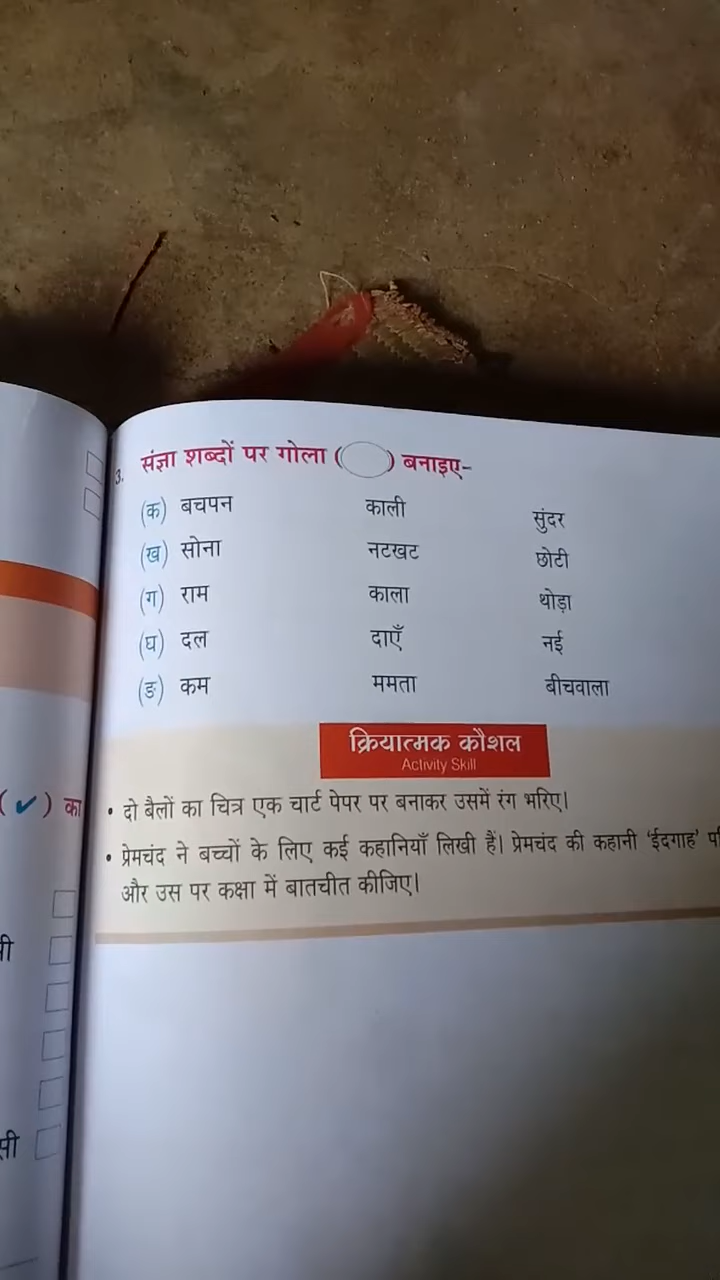 3. संज्ञा शब्दों पर गोला ( ) बनाइए-
(क) बचपन काली सुंदर
(ख) सोना नटखट छोटी
(ग) राम काला थोड़ा
(घ) दल दाएँ नई
(ङ) कम ममता बीचवाला
क्रियात्मक कौशल
Activity Skill
• दो बैलों का चित्र एक चार्ट पेपर पर बनाकर उसमें रंग भरिए।
• प्रेमचंद ने बच्चों के लिए कई कहानियाँ लिखी हैं। प्रेमचंद की कहानी ‘ईदगाह’
और उस पर कक्षा में बातचीत कीजिए।
(✓) का